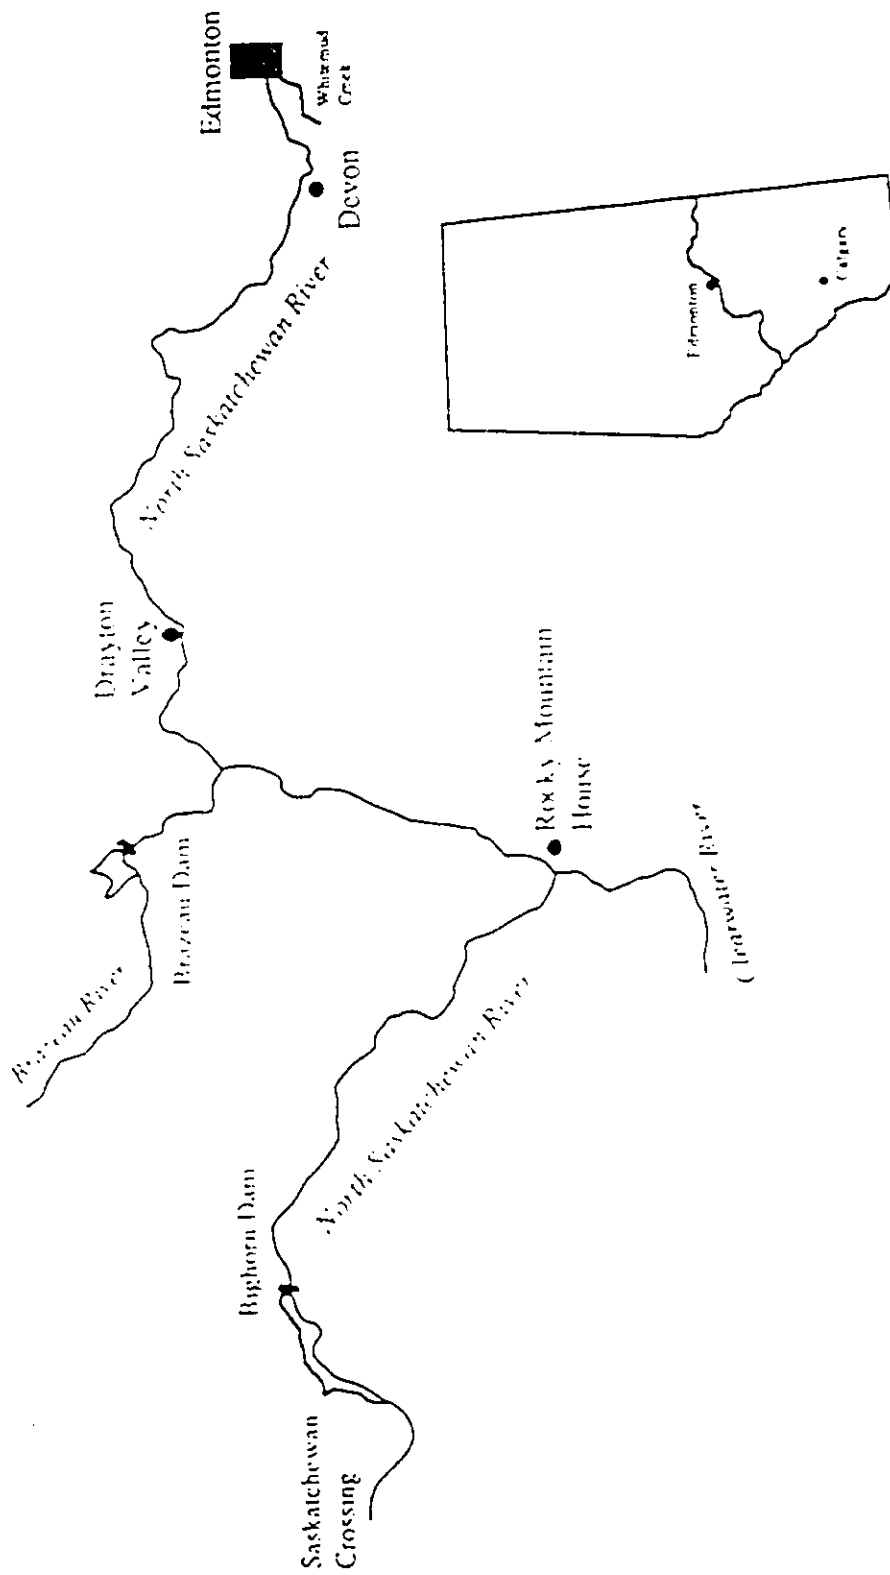 Edmonton
Whitemud
Creek
Devon
North Saskatchewan River
Drayton
Valley
Brazeau Dam
Brazeau River
Rocky Mountain
House
Clearwater River
North Saskatchewan River
Bighorn Dam
Saskatchewan
Crossing
Edmonton
Calgary